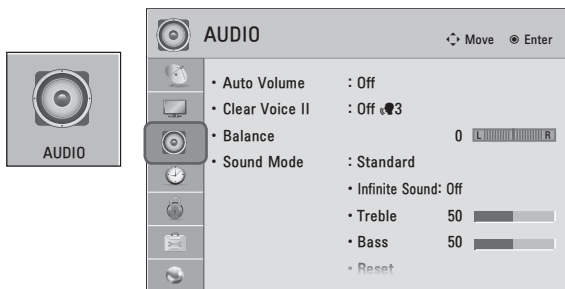 AUDIO
AUDIO
Move Enter
• Auto Volume : Off
• Clear Voice II : Off 3
• Balance 0 L R
• Sound Mode : Standard
• Infinite Sound: Off
• Treble 50
• Bass 50
• Reset